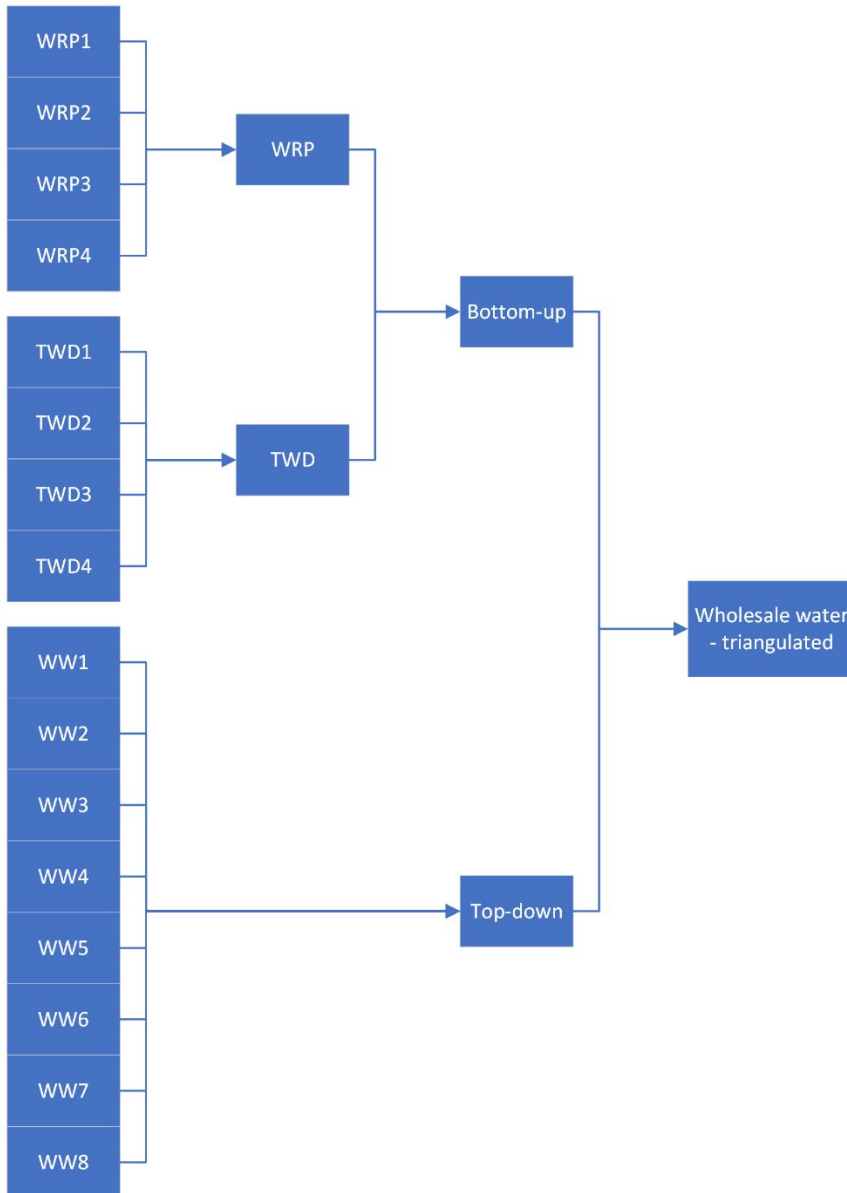 WRP1
WRP2
WRP3
WRP4
WRP
TWD1
TWD2
TWD3
TWD4
TWD
Bottom-up
WW1
WW2
WW3
WW4
WW5
WW6
WW7
WW8
Top-down
Wholesale water
- triangulated